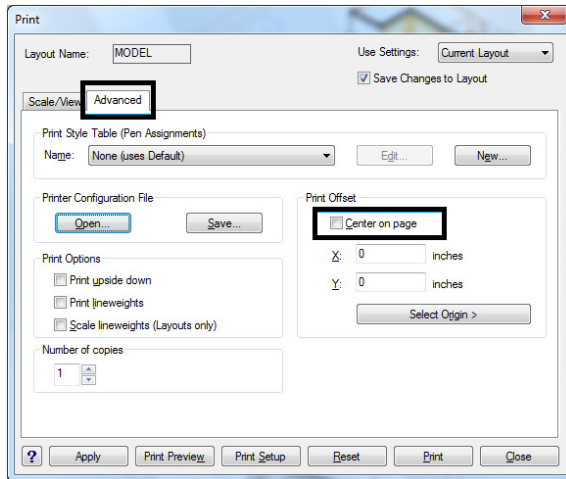 Print
Layout Name: MODEL
Use Settings: Current Layout
Save Changes to Layout
Scale/View Advanced
Print Style Table (Pen Assignments)
Name: None (uses Default) Edit... New...
Printer Configuration File
Open... Save...
Print Options
Print upside down
Print lineweights
Scale lineweights (Layouts only)
Number of copies
1
Print Offset
Center on page
X: 0 inches
Y: 0 inches
Select Origin >
? Apply Print Preview Print Setup Reset Print Close